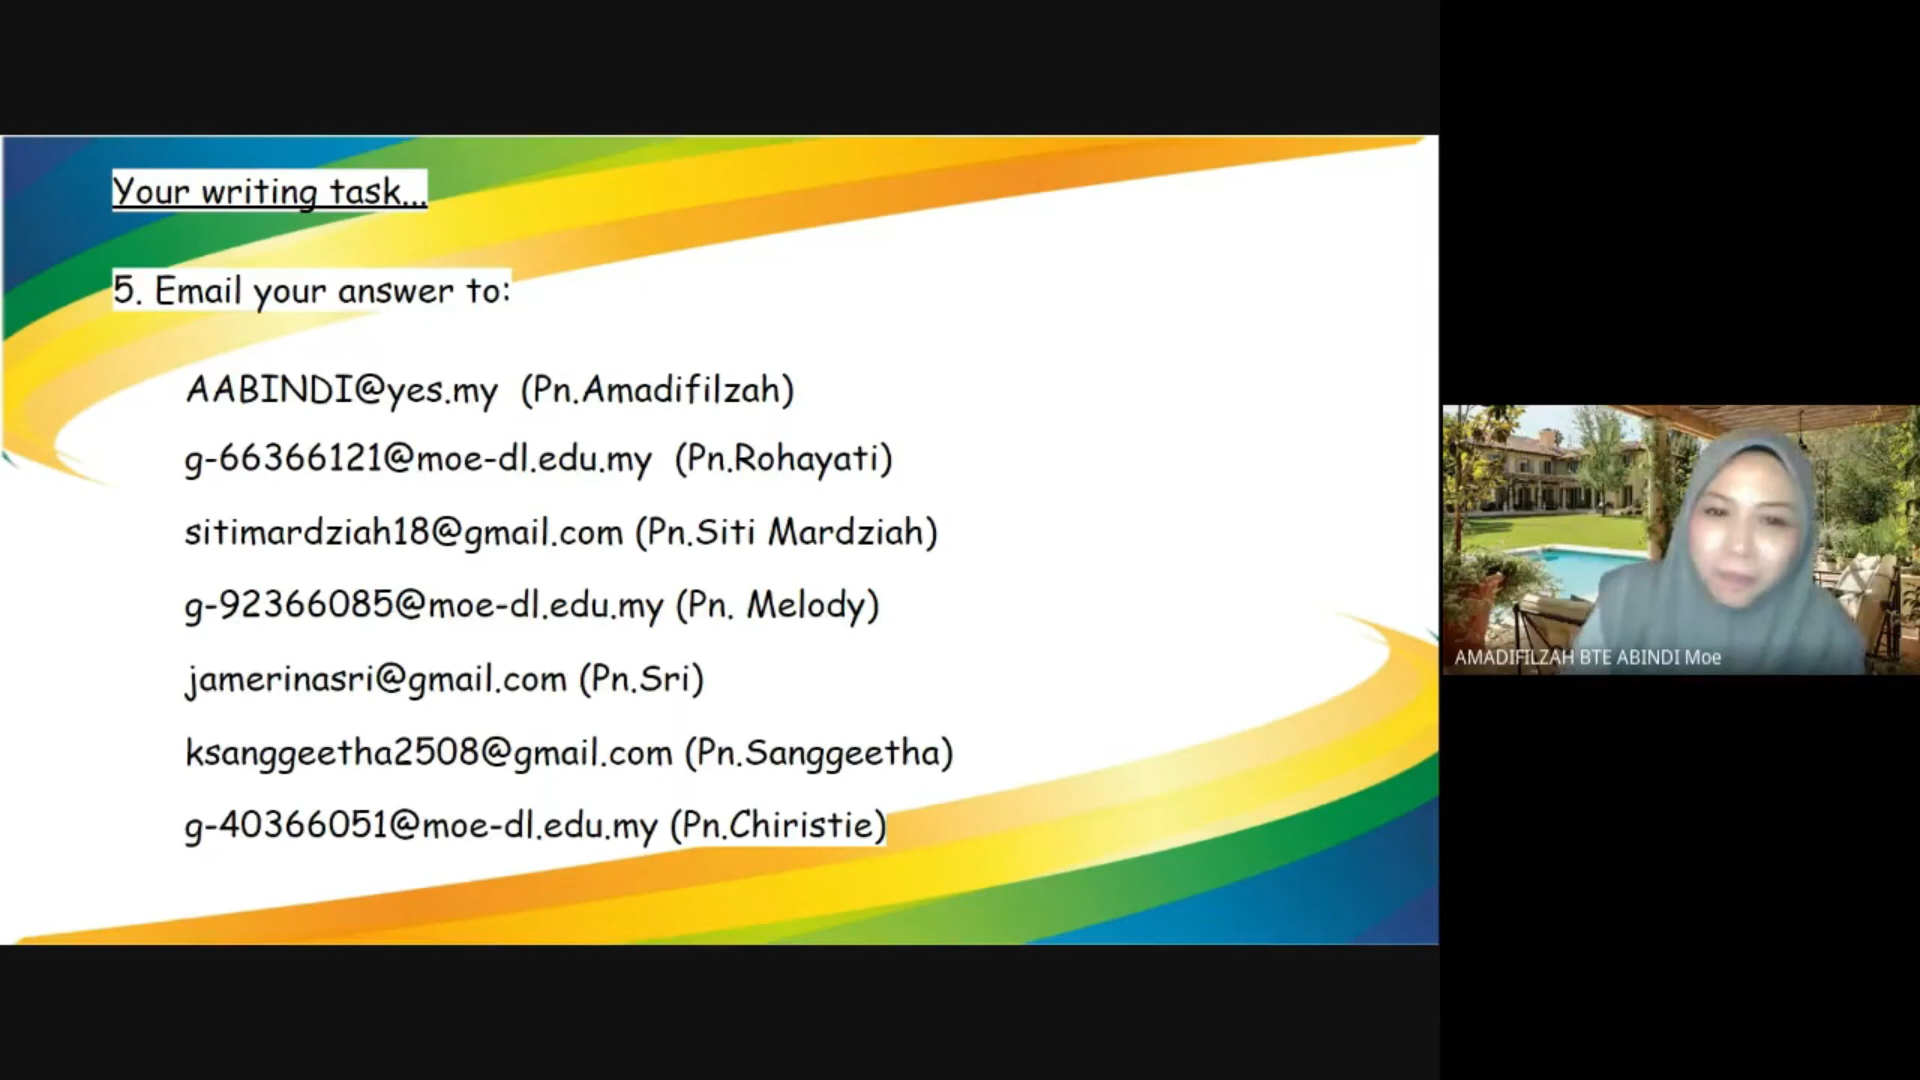 Your writing task...
5. Email your answer to:
AABINDI@yes.my (Pn.Amadifilzah)
g-66366121@moe-dl.edu.my (Pn.Rohayati)
sitimardziah18@gmail.com (Pn.Siti Mardziah)
g-92366085@moe-dl.edu.my (Pn. Melody)
jamerinasri@gmail.com (Pn.Sri)
ksanggeetha2508@gmail.com (Pn.Sanggeetha)
g-40366051@moe-dl.edu.my (Pn.Chiristie)
AMADIFILZAH BTE ABINDI Moe